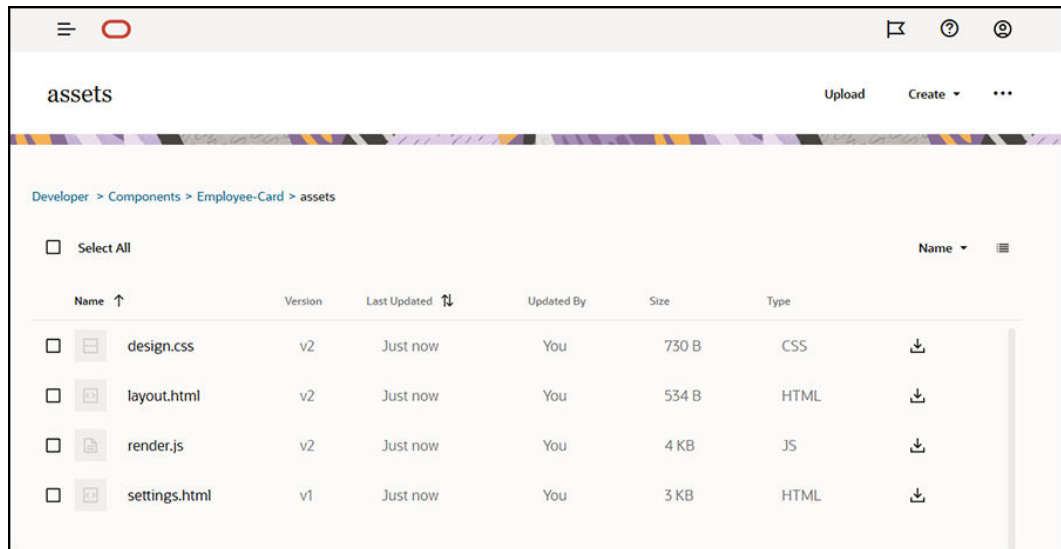 assets
Upload Create ...
Developer > Components > Employee-Card > assets
Select All Name
Name ↑ Version Last Updated ↑↓ Updated By Size Type
design.css v2 Just now You 730 B CSS
layout.html v2 Just now You 534 B HTML
render.js v2 Just now You 4 KB JS
settings.html v1 Just now You 3 KB HTML